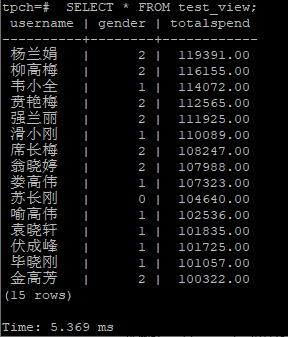 tpch=# SELECT * FROM test_view;
username | gender | totalspend
----------+--------+------------
杨兰娟 | 2 | 119391.00
柳高梅 | 2 | 116155.00
韦小全 | 1 | 114072.00
贲艳梅 | 2 | 112565.00
强兰丽 | 2 | 111925.00
滑小刚 | 1 | 110089.00
席长梅 | 2 | 108247.00
翁晓婷 | 2 | 107988.00
娄高伟 | 1 | 107323.00
苏长刚 | 0 | 104640.00
喻高伟 | 1 | 102536.00
袁晓轩 | 1 | 101835.00
伏成峰 | 1 | 101725.00
毕晓刚 | 1 | 101057.00
金高芳 | 2 | 100322.00
(15 rows)
Time: 5.369 ms